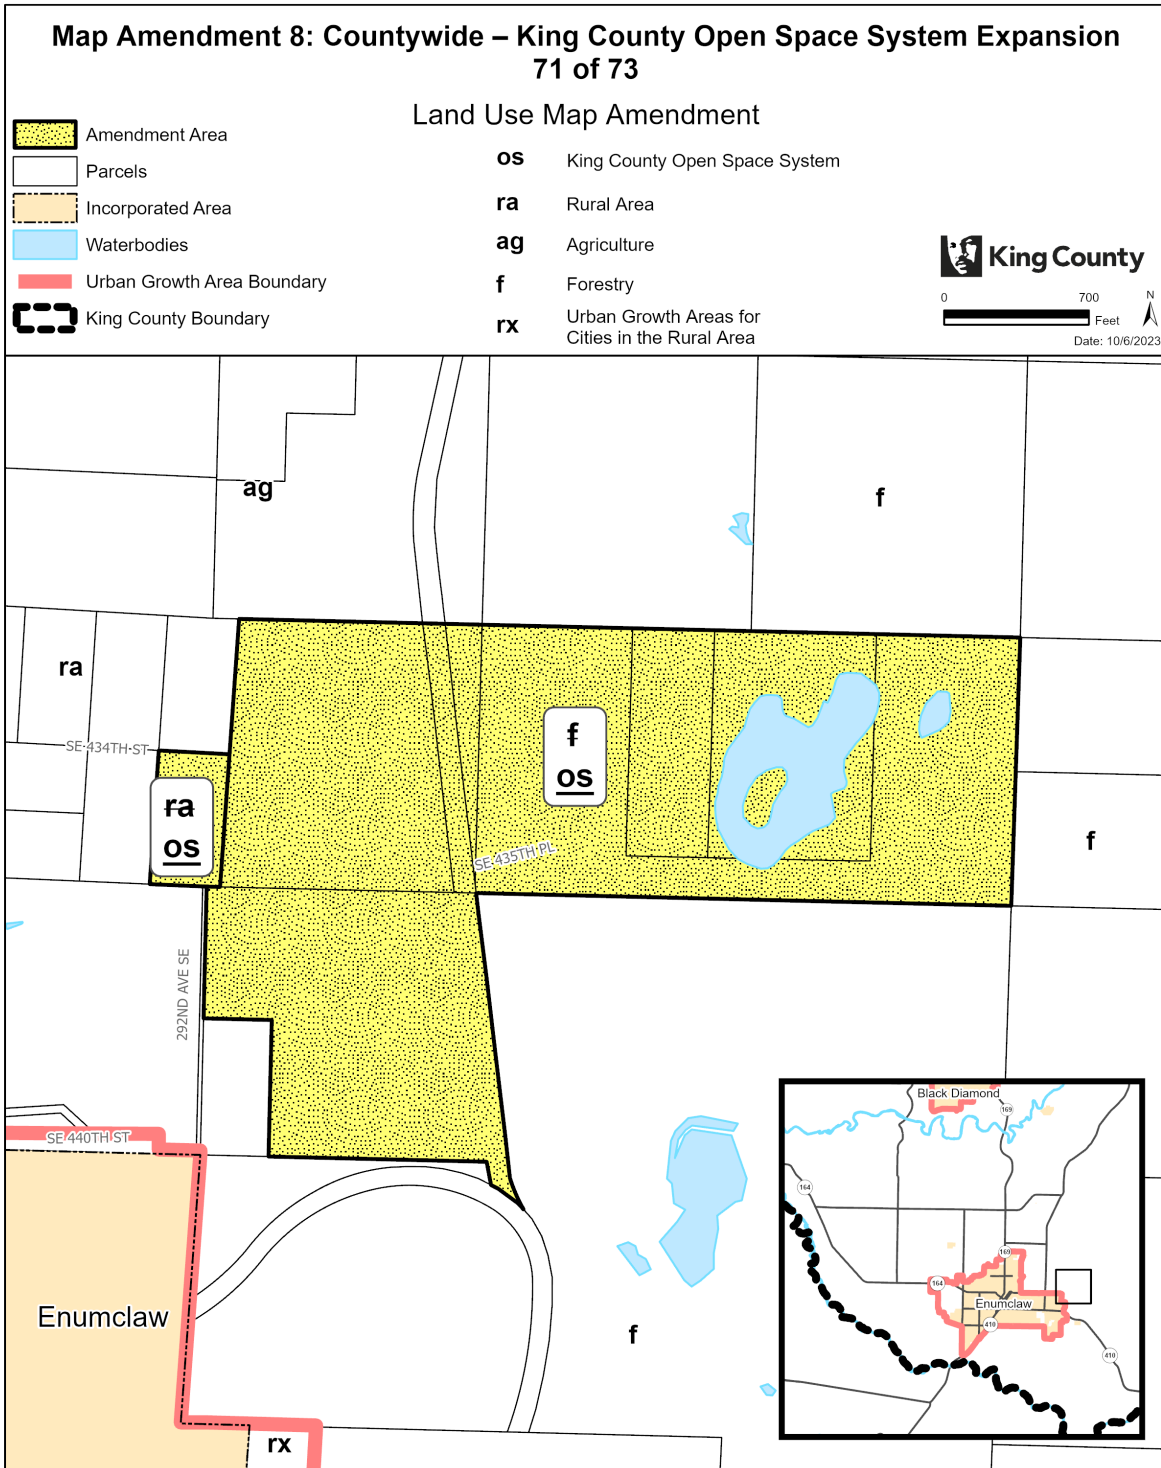 Map Amendment 8: Countywide – King County Open Space System Expansion
71 of 73
Land Use Map Amendment
Amendment Area
Parcels
Incorporated Area
Waterbodies
Urban Growth Area Boundary
King County Boundary
os King County Open Space System
ra Rural Area
ag Agriculture
f Forestry
rx Urban Growth Areas for
Cities in the Rural Area
King County
0 700
Feet
N
Date: 10/6/2023
ag
f
ra
SE 434TH ST
f
os
ra
os
SE 435TH PL
f
292ND AVE SE
SE 440TH ST
Enumclaw
f
rx
Black Diamond
169
164
169
164
Enumclaw
410
410